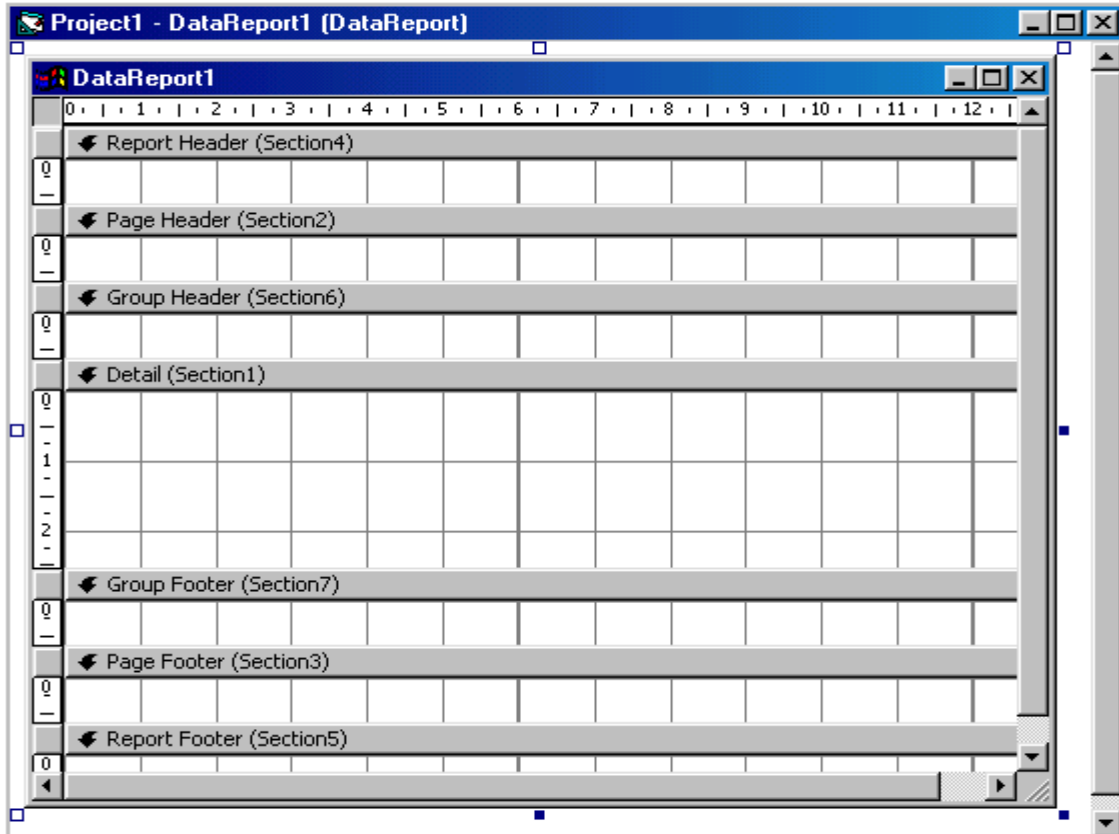 Project1 - DataReport1 (DataReport)
DataReport1
0 1 2 3 4 5 6 7 8 9 10 11 12
Report Header (Section4)
0
Page Header (Section2)
0
Group Header (Section6)
0
Detail (Section1)
0
1
2
Group Footer (Section7)
0
Page Footer (Section3)
0
Report Footer (Section5)
0